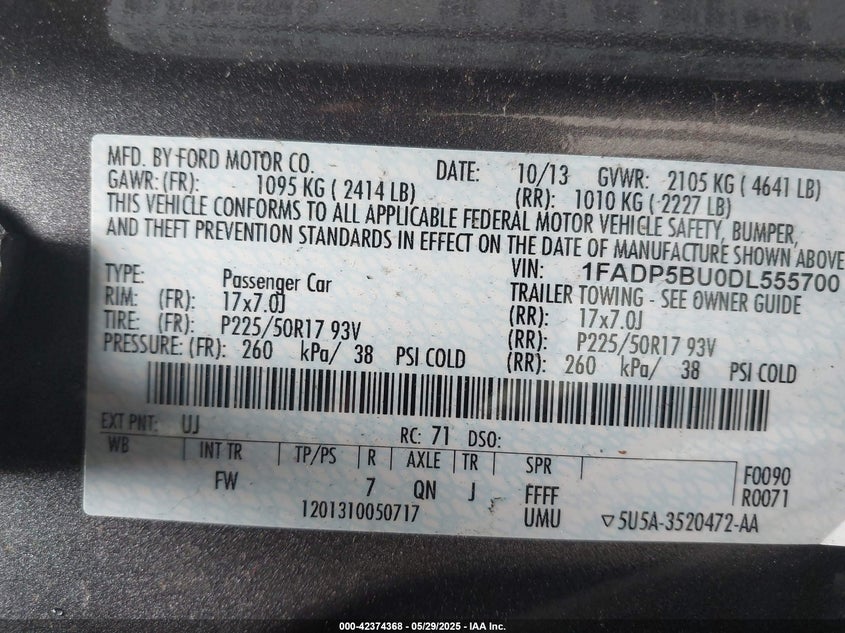 MFD. BY FORD MOTOR CO. DATE: 10/13 GVWR: 2105 KG ( 4641 LB)
GAWR: (FR): 1095 KG ( 2414 LB) (RR): 1010 KG ( 2227 LB)
THIS VEHICLE CONFORMS TO ALL APPLICABLE FEDERAL MOTOR VEHICLE SAFETY, BUMPER,
AND THEFT PREVENTION STANDARDS IN EFFECT ON THE DATE OF MANUFACTURE SHOWN ABOVE
VIN: 1FADP5BU0DL555700
TYPE: Passenger Car TRAILER TOWING - SEE OWNER GUIDE
RIM: (FR): 17x7.0J (RR): 17x7.0J
TIRE: (FR): P225/50R17 93V (RR): P225/50R17 93V
PRESSURE: (FR): 260 kPa/ 38 PSI COLD (RR): 260 kPa/ 38 PSI COLD
EXT PNT: UJ RC: 71 DSO:
WB INT TR TP/PS R AXLE TR SPR F0090
FW 7 QN J FFFF R0071
1201310050717 UMU ▽5U5A-3520472-AA
000-42374368 - 05/29/2025 - IAA Inc.